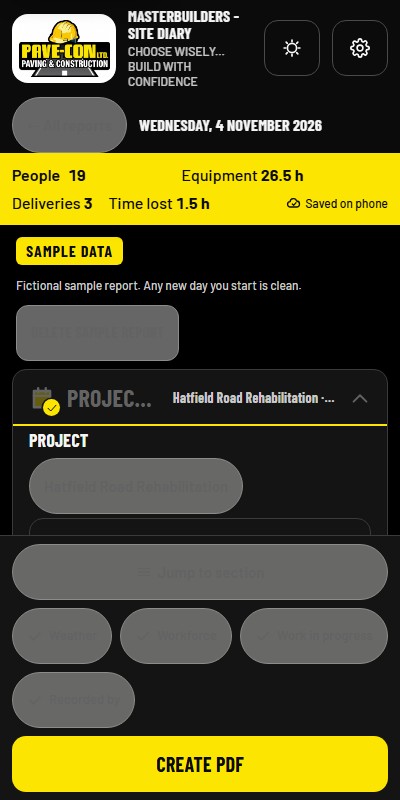 PAVE-CON LTD.
PAVING & CONSTRUCTION
MASTERBUILDERS - SITE DIARY
CHOOSE WISELY... BUILD WITH CONFIDENCE
WEDNESDAY, 4 NOVEMBER 2026
People 19
Equipment 26.5 h
Deliveries 3
Time lost 1.5 h
Saved on phone
SAMPLE DATA
Fictional sample report. Any new day you start is clean.
DELETE SAMPLE REPORT
PROJEC...
Hatfield Road Rehabilitation -...
PROJECT
Hatfield Road Rehabilitation
Jump to section
Weather
Workforce
Work in progress
CREATE PDF